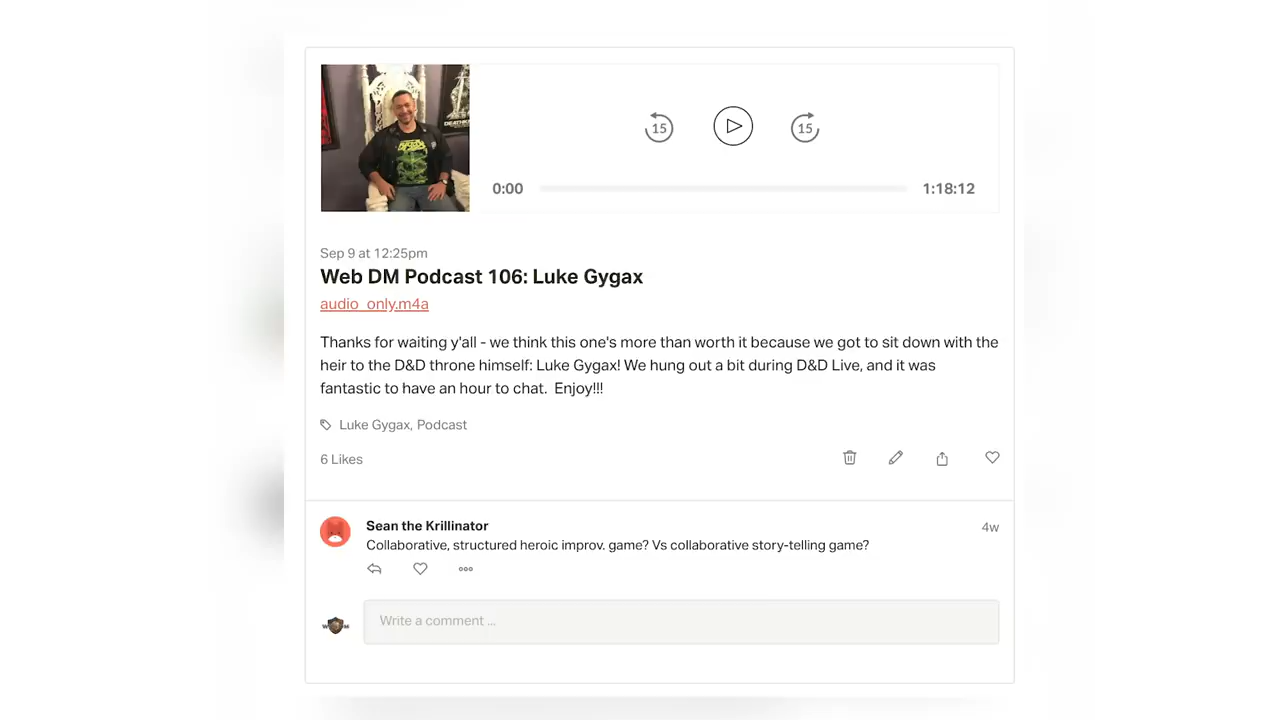 15
15
0:00
1:18:12
Sep 9 at 12:25pm
Web DM Podcast 106: Luke Gygax
audio_only.m4a
Thanks for waiting y'all - we think this one's more than worth it because we got to sit down with the
heir to the D&D throne himself: Luke Gygax! We hung out a bit during D&D Live, and it was
fantastic to have an hour to chat.  Enjoy!!!
Luke Gygax, Podcast
6 Likes
Sean the Krillinator
4w
Collaborative, structured heroic improv. game? Vs collaborative story-telling game?
Write a comment ...